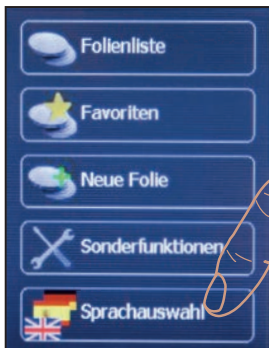 Folienliste
Favoriten
Neue Folie
Sonderfunktionen
Sprachauswahl